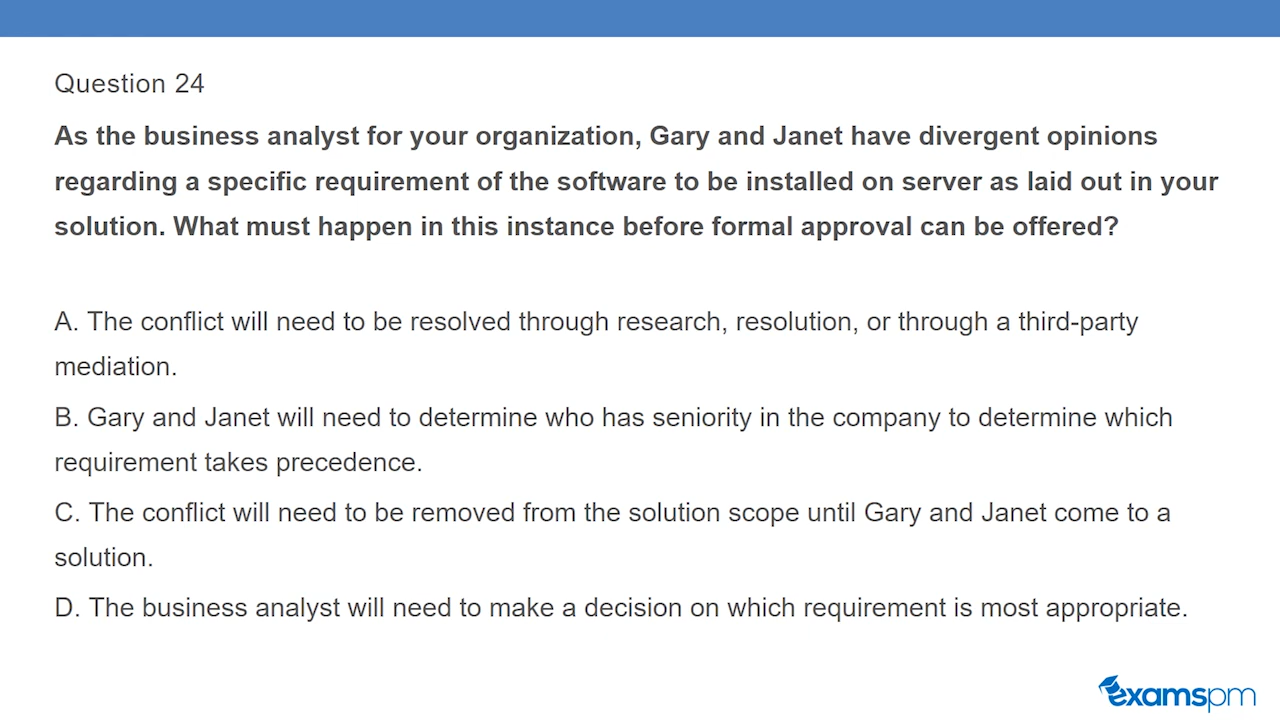 Question 24
As the business analyst for your organization, Gary and Janet have divergent opinions
regarding a specific requirement of the software to be installed on server as laid out in your
solution. What must happen in this instance before formal approval can be offered?
A. The conflict will need to be resolved through research, resolution, or through a third-party
mediation.
B. Gary and Janet will need to determine who has seniority in the company to determine which
requirement takes precedence.
C. The conflict will need to be removed from the solution scope until Gary and Janet come to a
solution.
D. The business analyst will need to make a decision on which requirement is most appropriate.
examspm